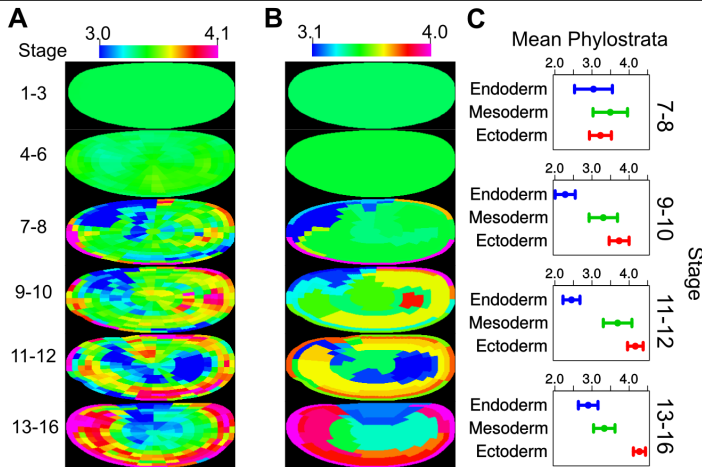 A
B
C
Stage
3.0 4.1
3.1 4.0
Mean Phylostrata
1-3
4-6
7-8
9-10
11-12
13-16
2.0 3.0 4.0
Endoderm
Mesoderm
Ectoderm
7-8
2.0 3.0 4.0
Endoderm
Mesoderm
Ectoderm
9-10
2.0 3.0 4.0
Endoderm
Mesoderm
Ectoderm
11-12
2.0 3.0 4.0
Endoderm
Mesoderm
Ectoderm
13-16
Stage